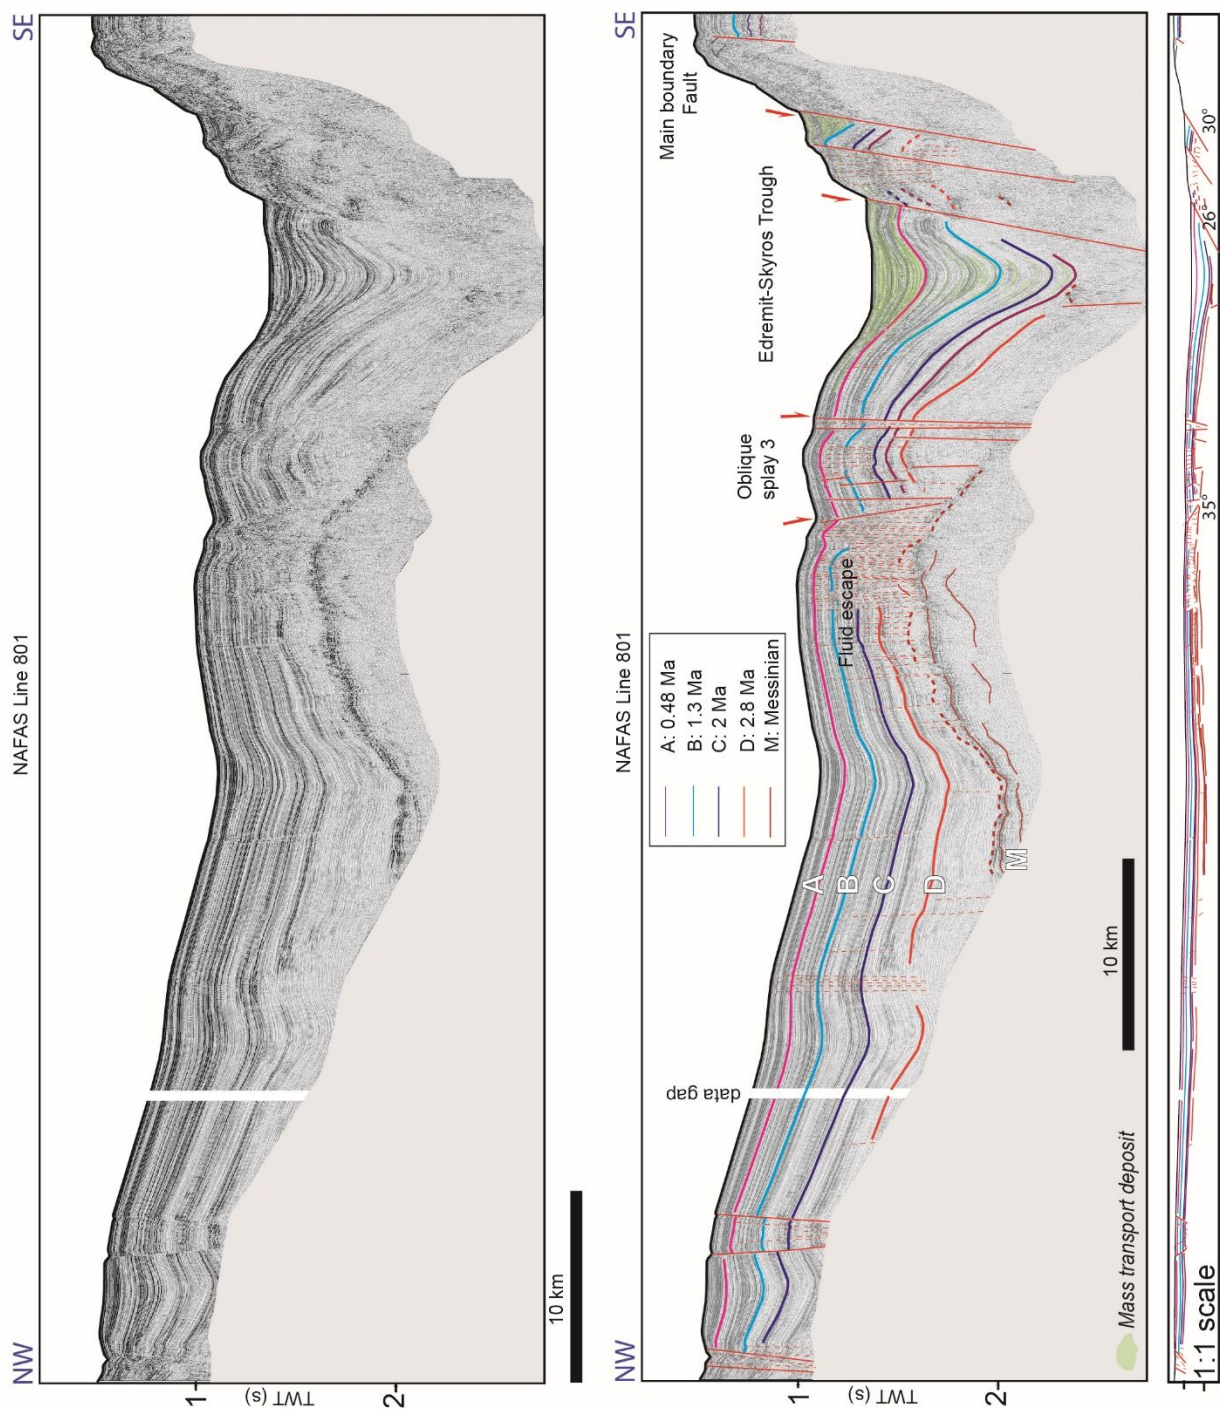 NAFAS Line 801
NW
SE
TWT (s)
1
2
10 km
NAFAS Line 801
NW
SE
TWT (s)
1
2
data gap
A: 0.48 Ma
B: 1.3 Ma
C: 2 Ma
D: 2.8 Ma
M: Messinian
Oblique
splay 3
Edremit-Skyros Trough
Main boundary
Fault
Fluid escape
A
B
C
D
M
10 km
Mass transport deposit
1:1 scale
35°
26°
30°